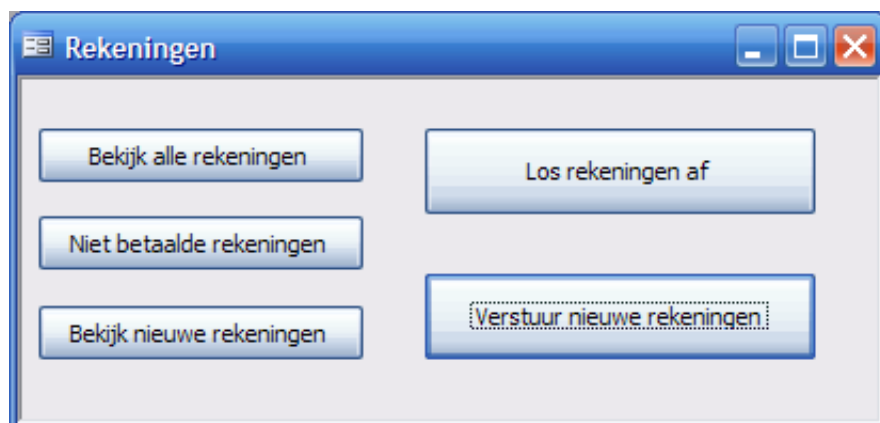 Rekeningen
Bekijk alle rekeningen
Niet betaalde rekeningen
Bekijk nieuwe rekeningen
Los rekeningen af
Verstuur nieuwe rekeningen